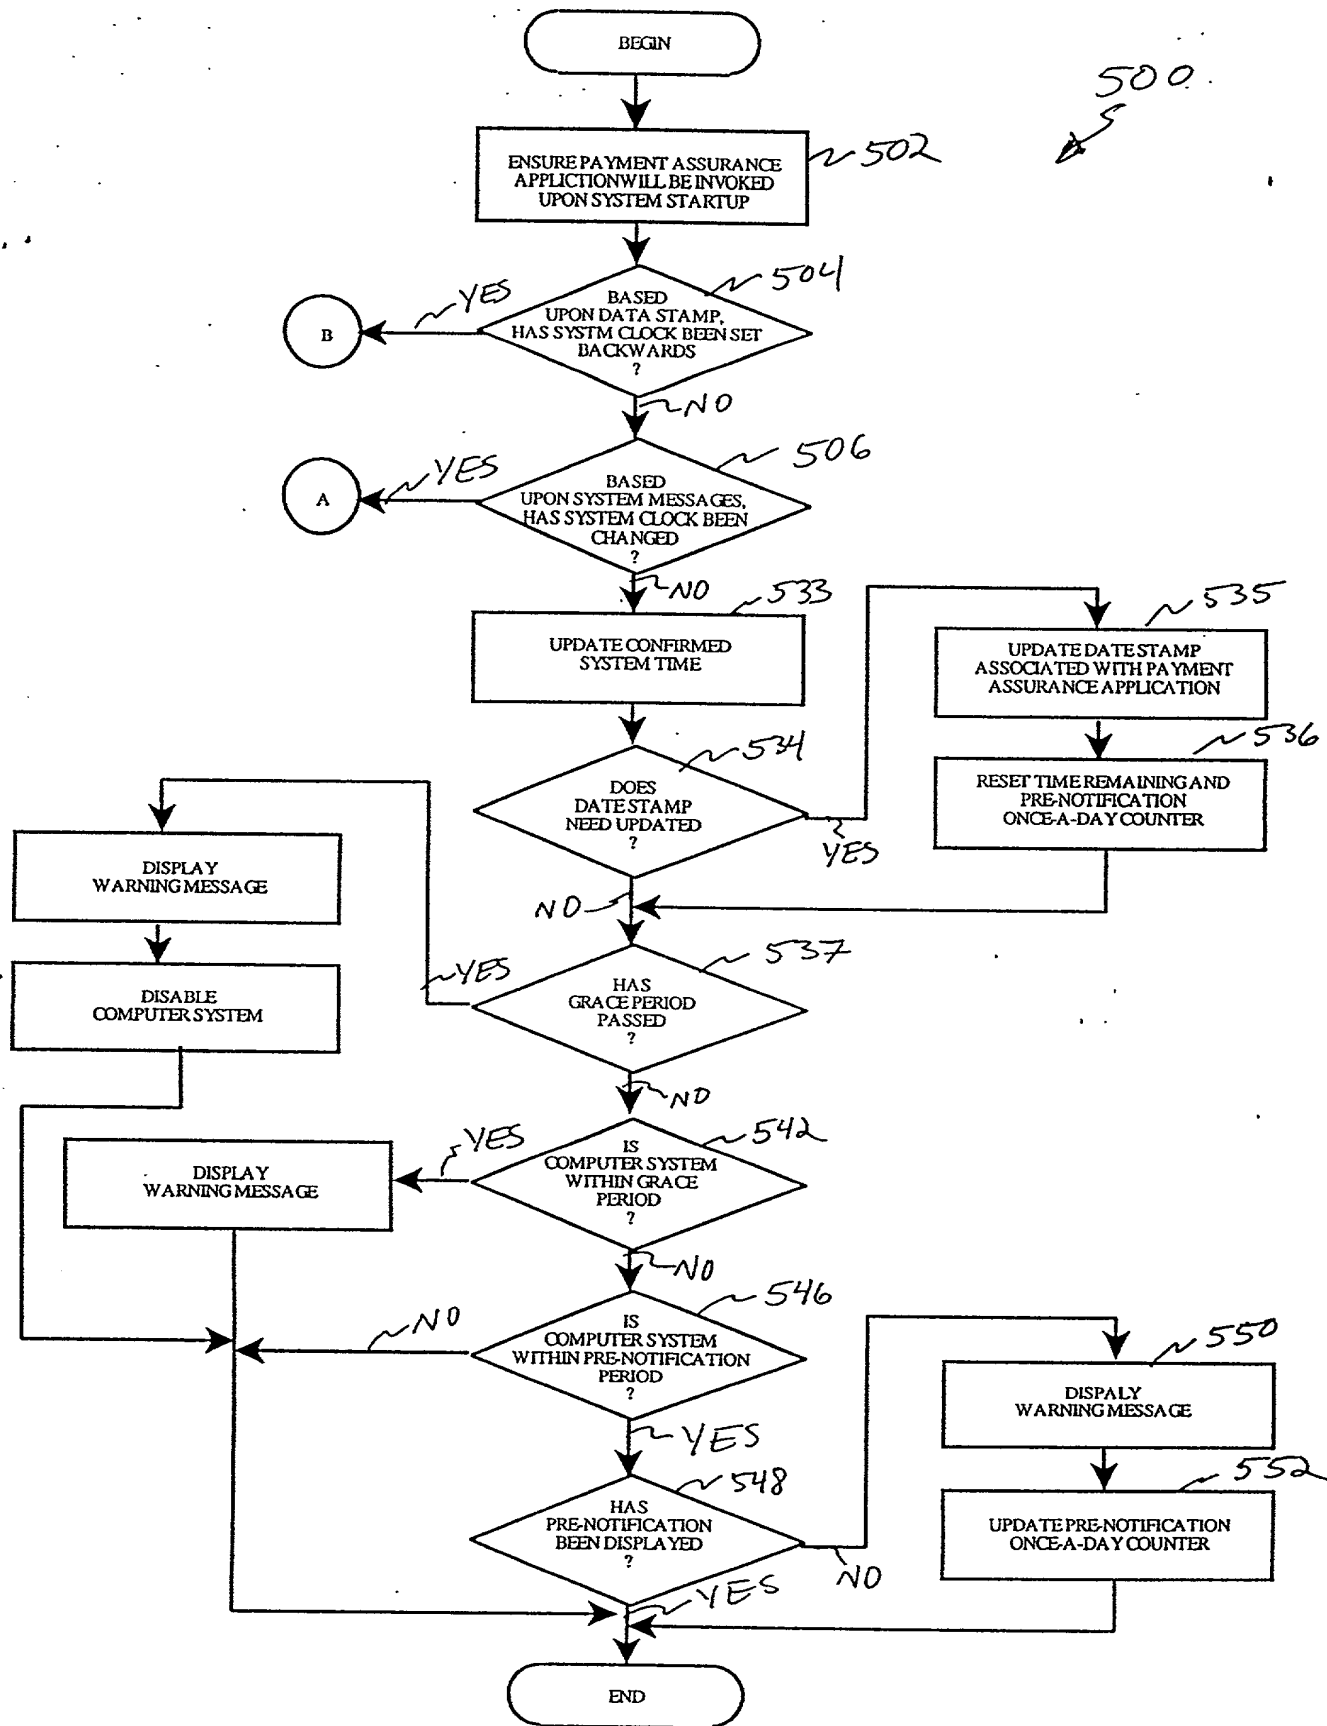 BEGIN
500
ENSURE PAYMENT ASSURANCE
APPLICTION WILL BE INVOKED
UPON SYSTEM STARTUP
502
504
BASED
UPON DATA STAMP,
HAS SYSTM CLOCK BEEN SET
BACKWARDS
?
YES
B
NO
506
BASED
UPON SYSTEM MESSAGES,
HAS SYSTEM CLOCK BEEN
CHANGED
?
YES
A
NO
533
UPDATE CONFIRMED
SYSTEM TIME
535
UPDATE DATE STAMP
ASSOCIATED WITH PAYMENT
ASSURANCE APPLICATION
534
DOES
DATE STAMP
NEED UPDATED
?
YES
536
RESET TIME REMAINING AND
PRE-NOTIFICATION
ONCE-A-DAY COUNTER
NO
DISPLAY
WARNING MESSAGE
537
HAS
GRACE PERIOD
PASSED
?
YES
DISABLE
COMPUTER SYSTEM
NO
542
IS
COMPUTER SYSTEM
WITHIN GRACE
PERIOD
?
YES
DISPLAY
WARNING MESSAGE
NO
546
IS
COMPUTER SYSTEM
WITHIN PRE-NOTIFICATION
PERIOD
?
NO
YES
550
DISPALY
WARNING MESSAGE
548
HAS
PRE-NOTIFICATION
BEEN DISPLAYED
?
NO
552
UPDATE PRE-NOTIFICATION
ONCE-A-DAY COUNTER
YES
END